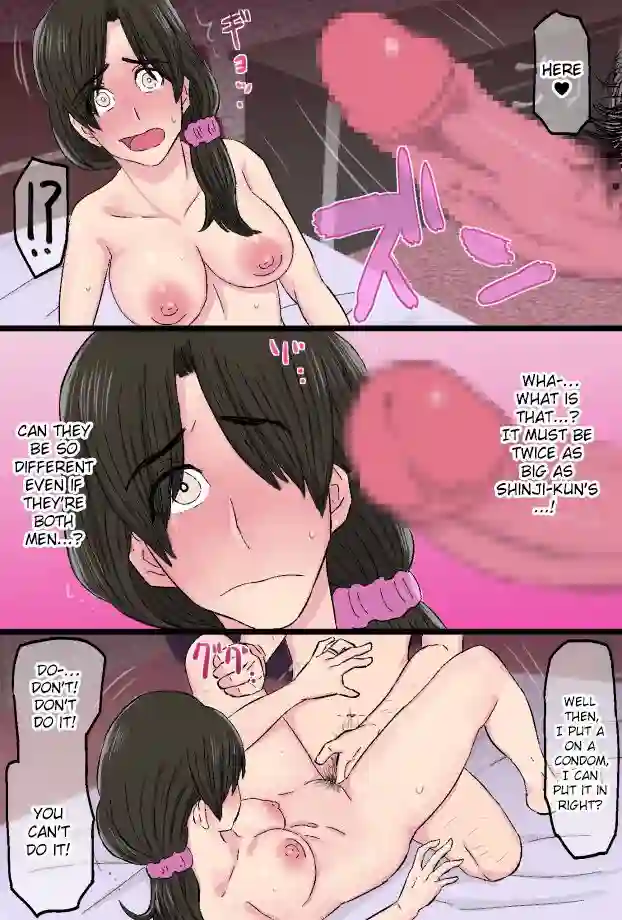 HERE
♥
ギョッ
!?
ズン
WHA-...
WHAT IS
THAT...?
IT MUST BE
TWICE AS
BIG AS
SHINJI-KUN'S
...!
CAN THEY
BE SO
DIFFERENT
EVEN IF
THEY'RE
BOTH
MEN...?
ググ
WELL
THEN,
I PUT A
ON A
CONDOM,
I CAN
PUT IT IN
RIGHT?
DO-...
DON'T!
DON'T
DO IT!
YOU
CAN'T
DO IT!